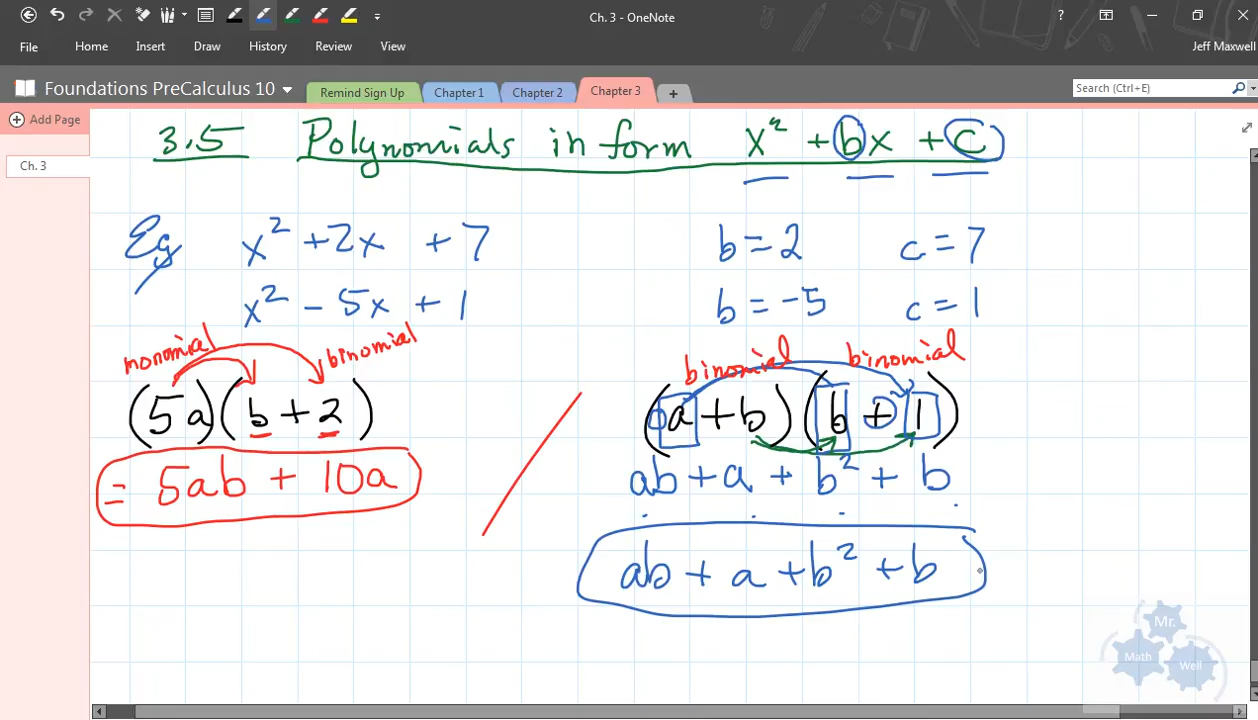 Ch. 3 - OneNote
?
File Home Insert Draw History Review View
Jeff Maxwell
Foundations PreCalculus 10
Remind Sign Up
Chapter 1
Chapter 2
Chapter 3
+
Search (Ctrl+E)
Add Page
Ch. 3
3.5 Polynomials in form x² + bx + c
Eg x² + 2x + 7 b = 2 c = 7
x² - 5x + 1 b = -5 c = 1
monomial binomial
(5a)(b + 2)
= 5ab + 10a
binomial binomial
(a + b)(b + 1)
ab + a + b² + b
ab + a + b² + b
Mr.
Math
Well